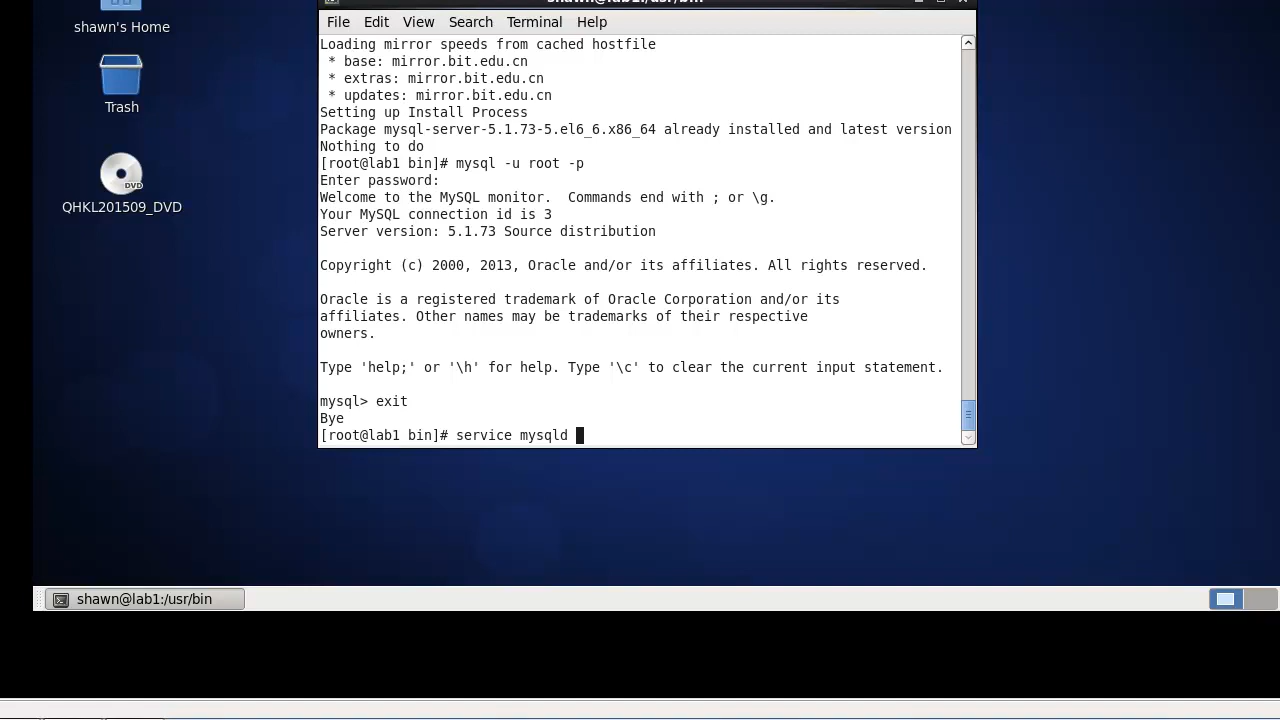 shawn@lab1:/usr/bin
shawn's Home
Trash
QHKL201509_DVD
DVD
File Edit View Search Terminal Help
Loading mirror speeds from cached hostfile
* base: mirror.bit.edu.cn
* extras: mirror.bit.edu.cn
* updates: mirror.bit.edu.cn
Setting up Install Process
Package mysql-server-5.1.73-5.el6_6.x86_64 already installed and latest version
Nothing to do
[root@lab1 bin]# mysql -u root -p
Enter password:
Welcome to the MySQL monitor.  Commands end with ; or \g.
Your MySQL connection id is 3
Server version: 5.1.73 Source distribution
Copyright (c) 2000, 2013, Oracle and/or its affiliates. All rights reserved.
Oracle is a registered trademark of Oracle Corporation and/or its
affiliates. Other names may be trademarks of their respective
owners.
Type 'help;' or '\h' for help. Type '\c' to clear the current input statement.
mysql> exit
Bye
[root@lab1 bin]# service mysqld
shawn@lab1:/usr/bin